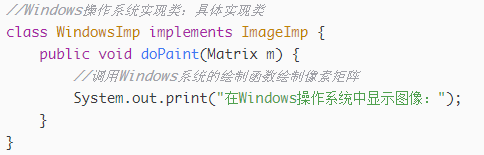 //Windows操作系统实现类：具体实现类
class WindowsImp implements ImageImp {
    public void doPaint(Matrix m) {
        //调用Windows系统的绘制函数绘制像素矩阵
        System.out.print("在Windows操作系统中显示图像：");
    }
}